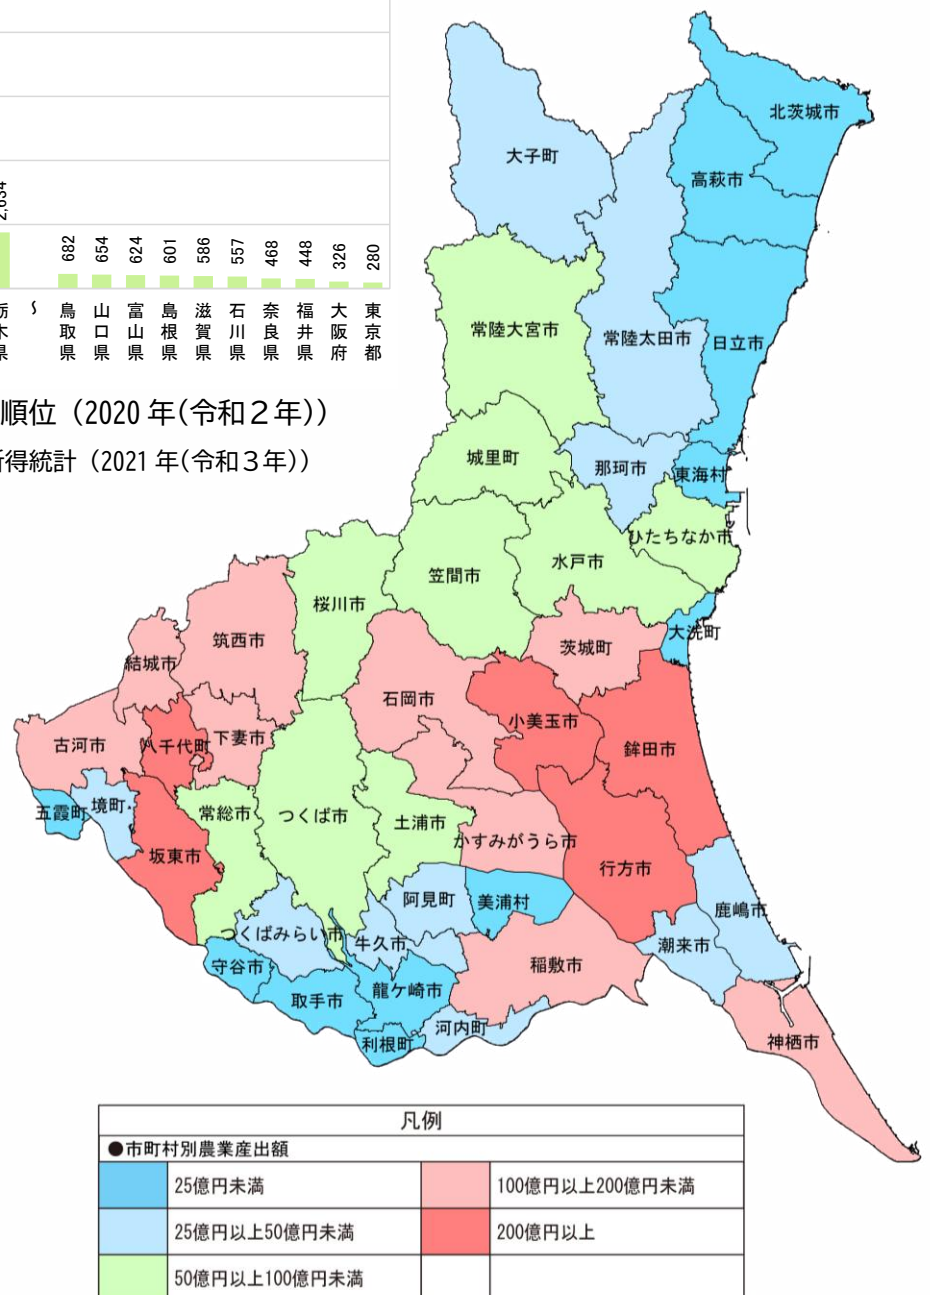 2,634
682
654
624
601
586
557
468
448
326
280
栃木県
～
鳥取県
山口県
富山県
島根県
滋賀県
石川県
奈良県
福井県
大阪府
東京都
順位（2020 年(令和２年)）
所得統計（2021 年(令和３年)）
北茨城市
大子町
高萩市
常陸大宮市
常陸太田市
日立市
城里町
那珂市
東海村
ひたちなか市
水戸市
笠間市
桜川市
大洗町
筑西市
茨城町
結城市
石岡市
小美玉市
鉾田市
古河市
八千代町
下妻市
五霞町
境町
常総市
つくば市
土浦市
かすみがうら市
坂東市
行方市
阿見町
美浦村
鹿嶋市
つくばみらい市
牛久市
潮来市
守谷市
稲敷市
取手市
龍ケ崎市
河内町
利根町
神栖市
凡例
●市町村別農業産出額
25億円未満
100億円以上200億円未満
25億円以上50億円未満
200億円以上
50億円以上100億円未満